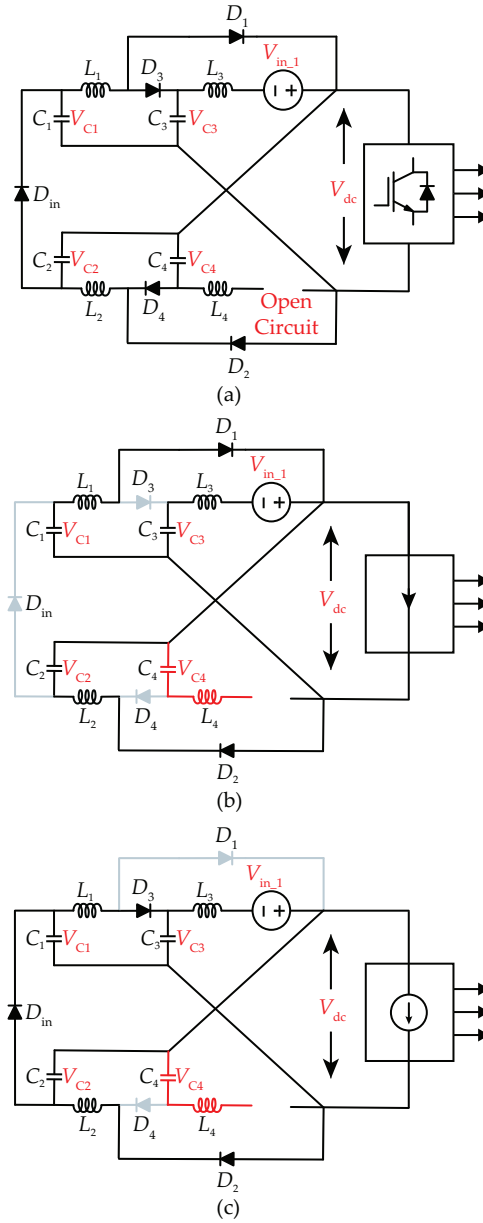 D1
Vin_1
L1 D3 L3
C1 VC1 C3 VC3
Din Vdc
C2 VC2 C4 VC4
L2 D4 L4
Open
Circuit
D2
(a)
D1
L1 D3 L3 Vin_1
C1 VC1 C3 VC3
Din Vdc
C2 VC2 C4 VC4
L2 D4 L4
D2
(b)
D1
L1 D3 L3 Vin_1
C1 VC1 C3 VC3
Din Vdc
C2 VC2 C4 VC4
L2 D4 L4
D2
(c)